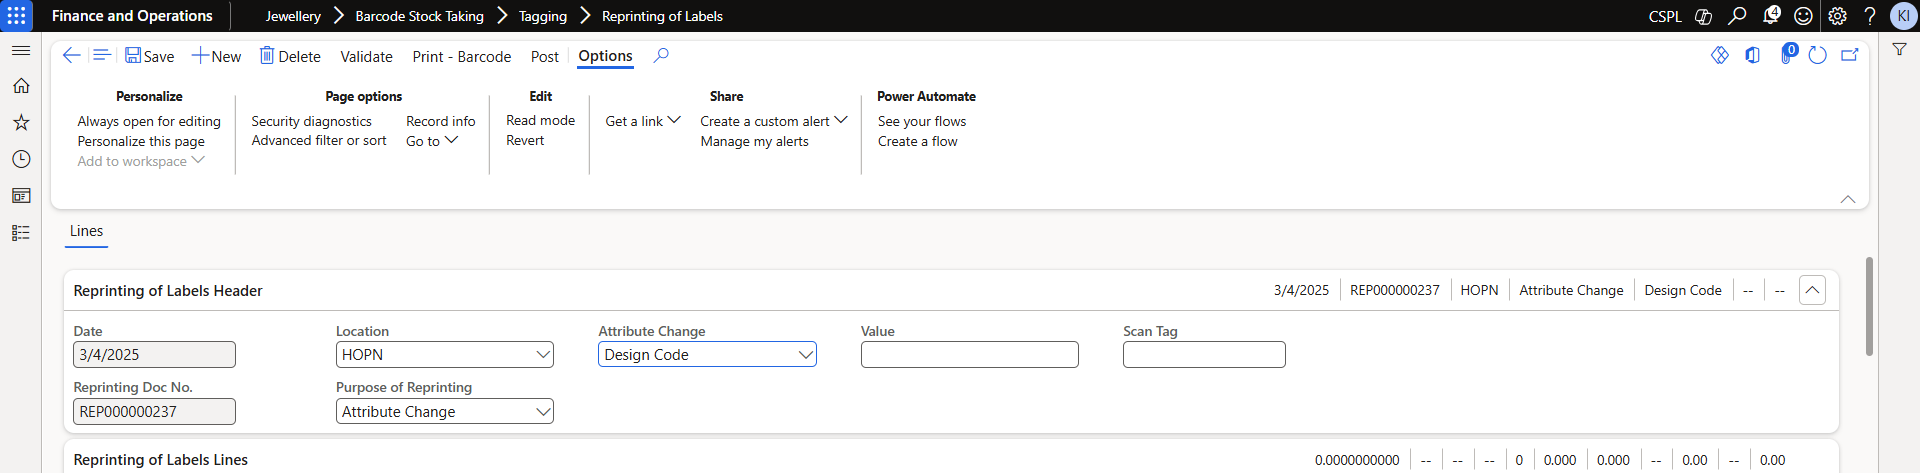 Finance and Operations Jewellery Barcode Stock Taking Tagging Reprinting of Labels CSPL 4 ? KI
Save New Delete Validate Print - Barcode Post Options 0
Personalize Page options Edit Share Power Automate
Always open for editing Security diagnostics Record info Read mode Get a link Create a custom alert See your flows
Personalize this page Advanced filter or sort Go to Revert Manage my alerts Create a flow
Add to workspace
Lines
Reprinting of Labels Header 3/4/2025 REP000000237 HOPN Attribute Change Design Code -- --
Date Location Attribute Change Value Scan Tag
3/4/2025 HOPN Design Code
Reprinting Doc No. Purpose of Reprinting
REP000000237 Attribute Change
Reprinting of Labels Lines 0.0000000000 -- -- -- 0 0.000 0.000 -- 0.00 -- 0.00